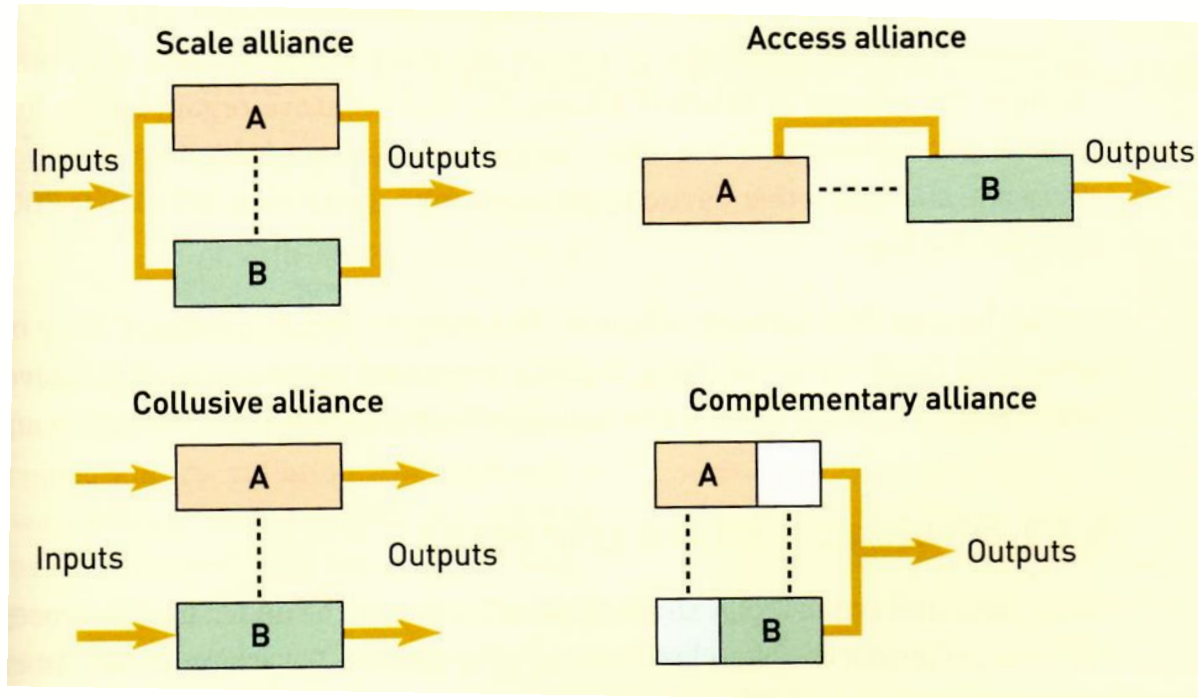 Scale alliance
A
Inputs
Outputs
B
Access alliance
A
B
Outputs
Collusive alliance
A
Inputs
Outputs
B
Complementary alliance
A
Outputs
B